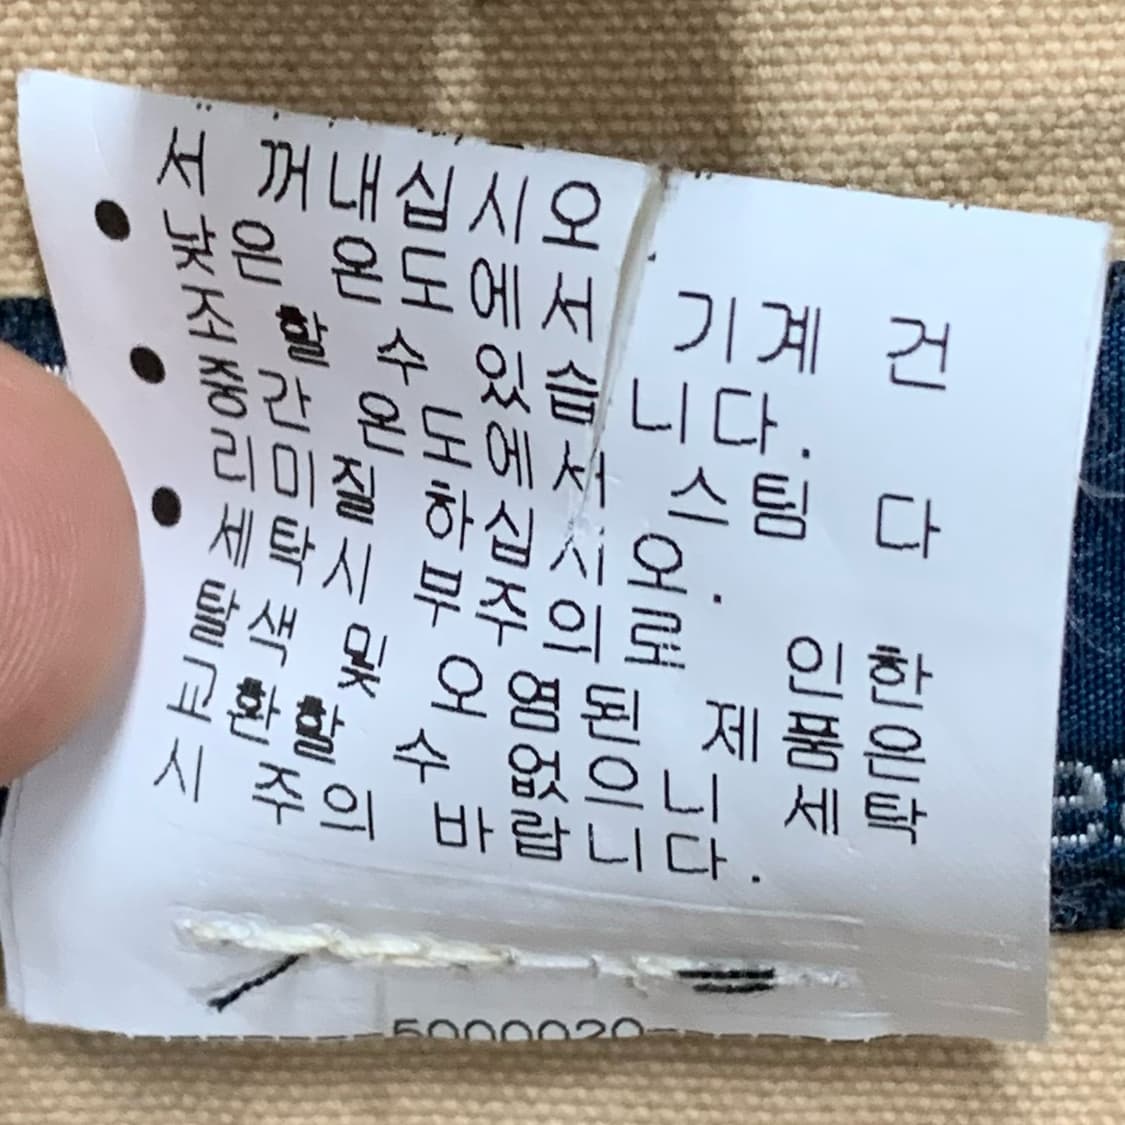 서 꺼내십시오
● 낮은 온도에서 기계 건
조 할 수 있습니다.
● 중간 온도에서 스팀 다
리미질 하십시오.
● 세탁시 부주의로 인한
탈색 및 오염된 제품은
교환할 수 없으니 세탁
시 주의 바랍니다.
5000020